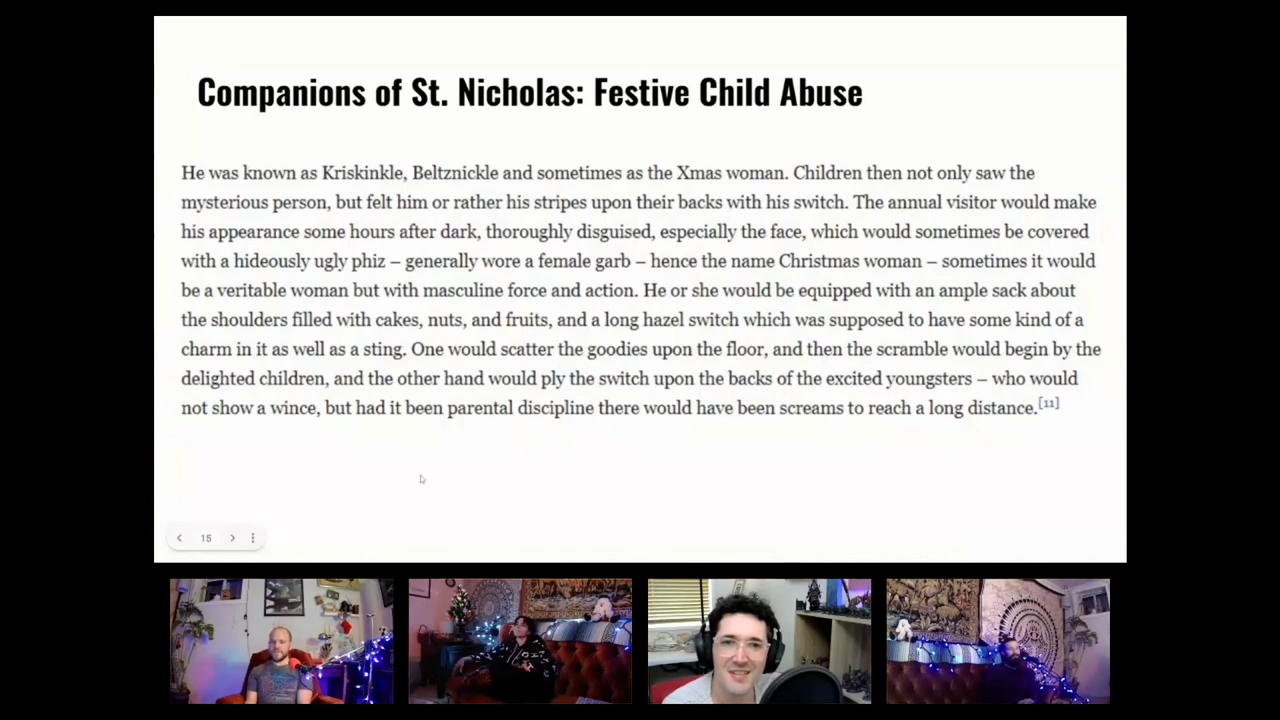 Companions of St. Nicholas: Festive Child Abuse
He was known as Kriskinkle, Beltznickle and sometimes as the Xmas woman. Children then not only saw the
mysterious person, but felt him or rather his stripes upon their backs with his switch. The annual visitor would make
his appearance some hours after dark, thoroughly disguised, especially the face, which would sometimes be covered
with a hideously ugly phiz – generally wore a female garb – hence the name Christmas woman – sometimes it would
be a veritable woman but with masculine force and action. He or she would be equipped with an ample sack about
the shoulders filled with cakes, nuts, and fruits, and a long hazel switch which was supposed to have some kind of a
charm in it as well as a sting. One would scatter the goodies upon the floor, and then the scramble would begin by the
delighted children, and the other hand would ply the switch upon the backs of the excited youngsters – who would
not show a wince, but had it been parental discipline there would have been screams to reach a long distance.[11]
15